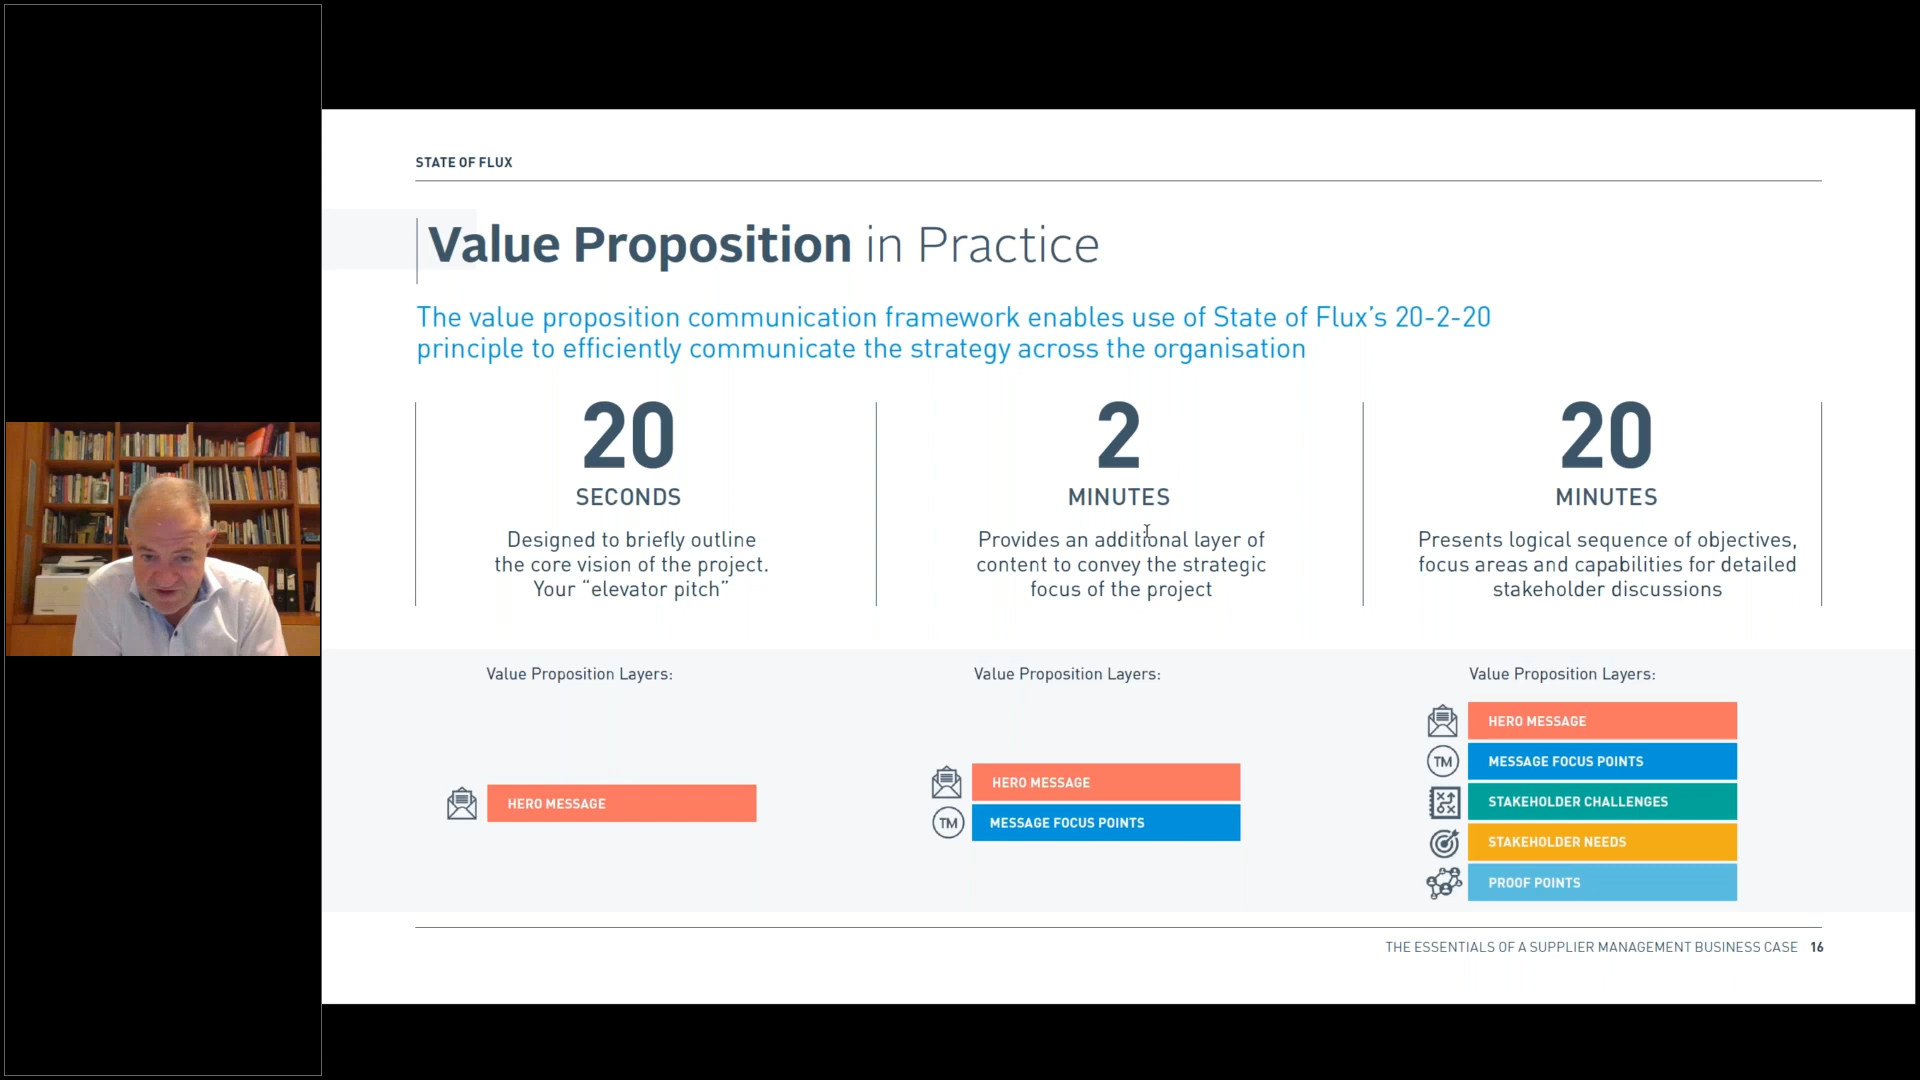 STATE OF FLUX
Value Proposition in Practice
The value proposition communication framework enables use of State of Flux’s 20-2-20
principle to efficiently communicate the strategy across the organisation
20
SECONDS
Designed to briefly outline
the core vision of the project.
Your “elevator pitch”
2
MINUTES
Provides an additional layer of
content to convey the strategic
focus of the project
20
MINUTES
Presents logical sequence of objectives,
focus areas and capabilities for detailed
stakeholder discussions
Value Proposition Layers:
HERO MESSAGE
Value Proposition Layers:
HERO MESSAGE
TM
MESSAGE FOCUS POINTS
Value Proposition Layers:
HERO MESSAGE
TM
MESSAGE FOCUS POINTS
STAKEHOLDER CHALLENGES
STAKEHOLDER NEEDS
PROOF POINTS
THE ESSENTIALS OF A SUPPLIER MANAGEMENT BUSINESS CASE 16